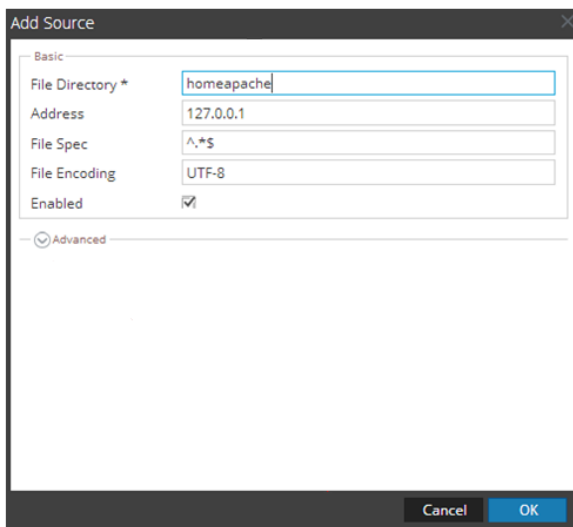 Add Source
Basic
File Directory * homeapache
Address 127.0.0.1
File Spec ^.*$
File Encoding UTF-8
Enabled
Advanced
Cancel OK